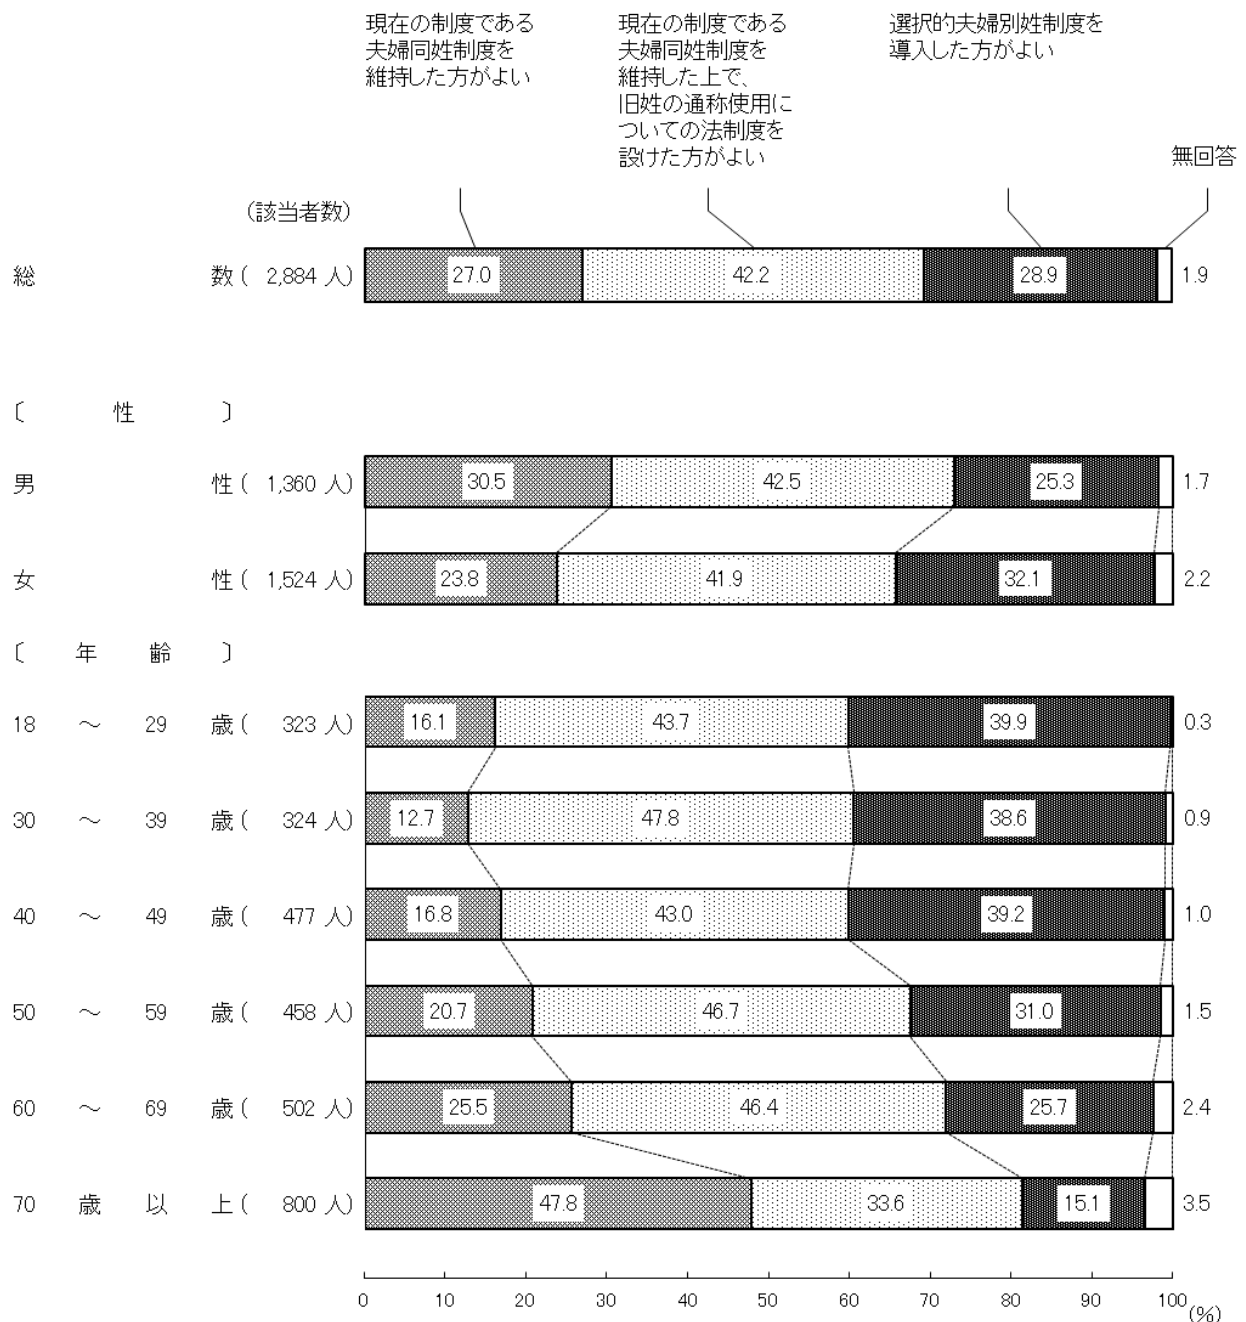 現在の制度である
夫婦同姓制度を
維持した方がよい
現在の制度である
夫婦同姓制度を
維持した上で、
旧姓の通称使用に
ついての法制度を
設けた方がよい
選択的夫婦別姓制度を
導入した方がよい
無回答
(該当者数)
総数( 2,884 人) 27.0 42.2 28.9 1.9
〔 性 〕
男性( 1,360 人) 30.5 42.5 25.3 1.7
女性( 1,524 人) 23.8 41.9 32.1 2.2
〔 年齢 〕
18 ～ 29 歳( 323 人) 16.1 43.7 39.9 0.3
30 ～ 39 歳( 324 人) 12.7 47.8 38.6 0.9
40 ～ 49 歳( 477 人) 16.8 43.0 39.2 1.0
50 ～ 59 歳( 458 人) 20.7 46.7 31.0 1.5
60 ～ 69 歳( 502 人) 25.5 46.4 25.7 2.4
70 歳以上( 800 人) 47.8 33.6 15.1 3.5
0 10 20 30 40 50 60 70 80 90 100
(%)